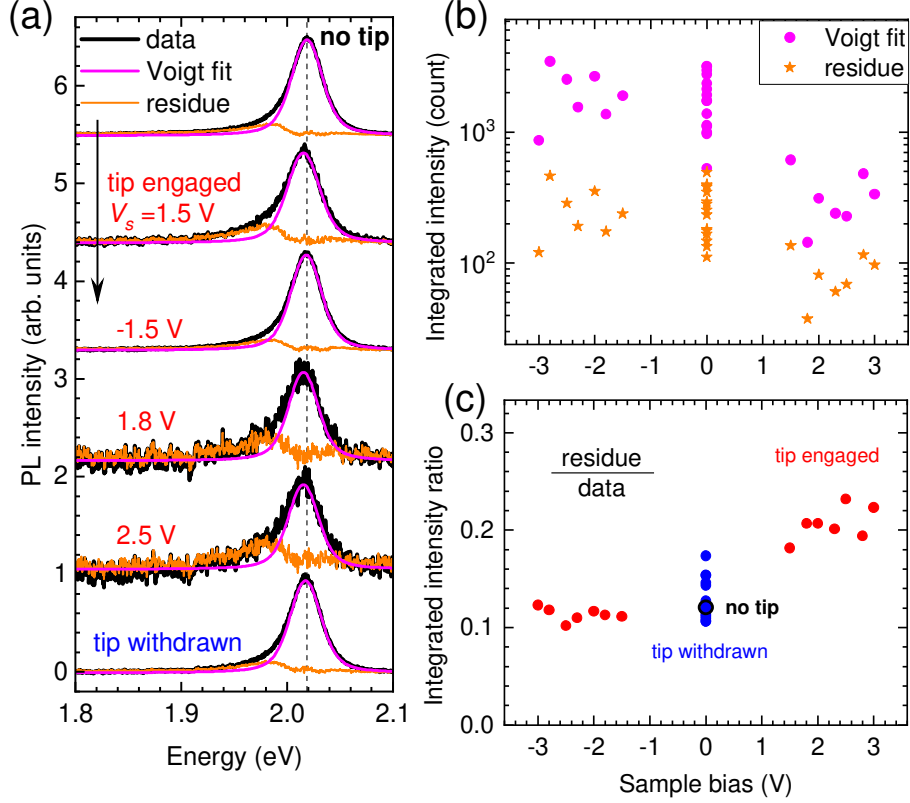 (a)
data
no tip
Voigt fit
residue
tip engaged
V_s =1.5 V
-1.5 V
1.8 V
2.5 V
tip withdrawn
PL intensity (arb. units)
6
5
4
3
2
1
0
1.8 1.9 2.0 2.1
Energy (eV)
(b)
Voigt fit
residue
Integrated intensity (count)
10^3
10^2
-3 -2 -1 0 1 2 3
(c)
residue
data
tip engaged
no tip
tip withdrawn
Integrated intensity ratio
0.3
0.2
0.1
0.0
-3 -2 -1 0 1 2 3
Sample bias (V)